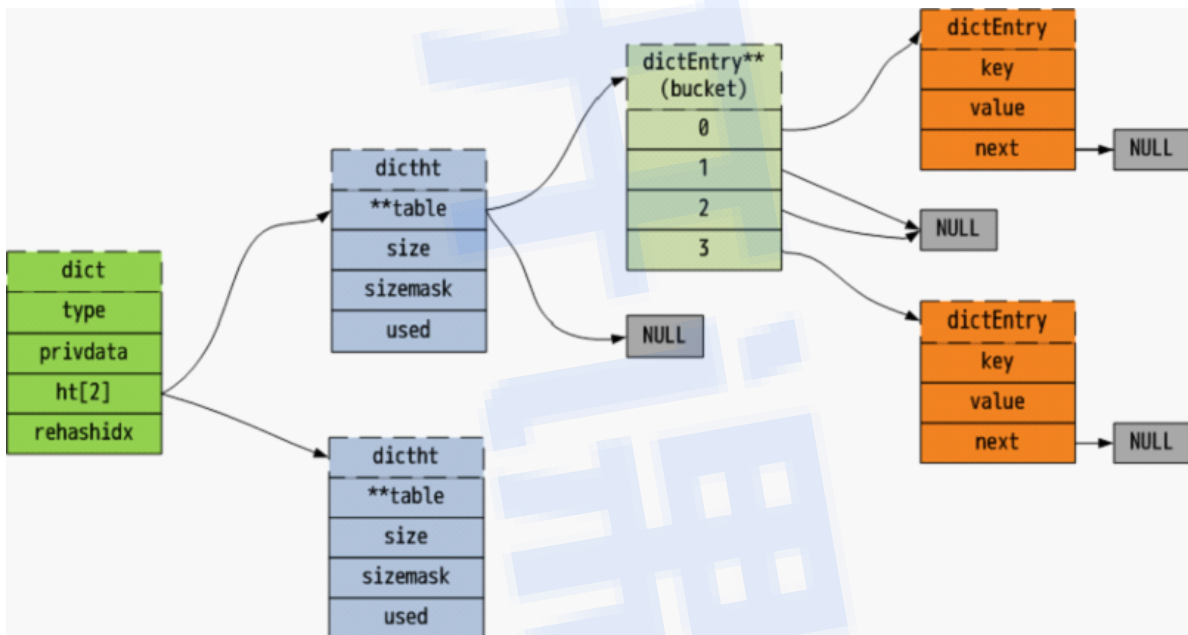 dict
type
privdata
ht[2]
rehashidx
dictht
**table
size
sizemask
used
dictht
**table
size
sizemask
used
dictEntry**
(bucket)
0
1
2
3
NULL
dictEntry
key
value
next
NULL
NULL
dictEntry
key
value
next
NULL